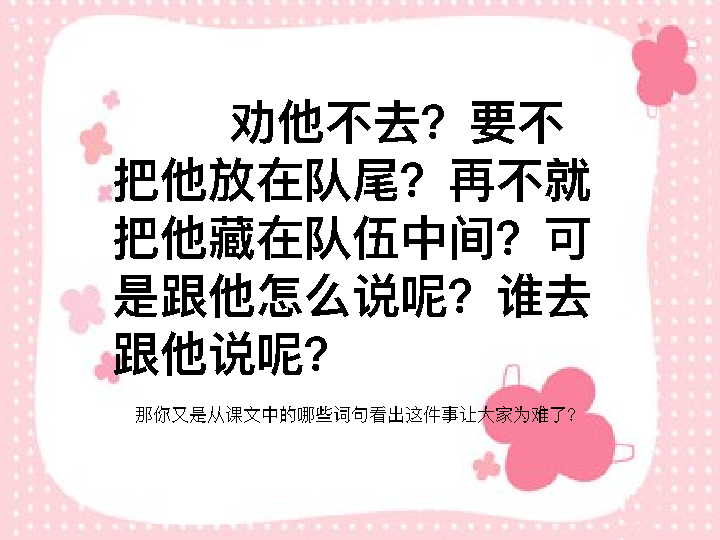 劝他不去？要不
把他放在队尾？再不就
把他藏在队伍中间？可
是跟他怎么说呢？谁去
跟他说呢？
那你又是从课文中的哪些词句看出这件事让大家为难了？